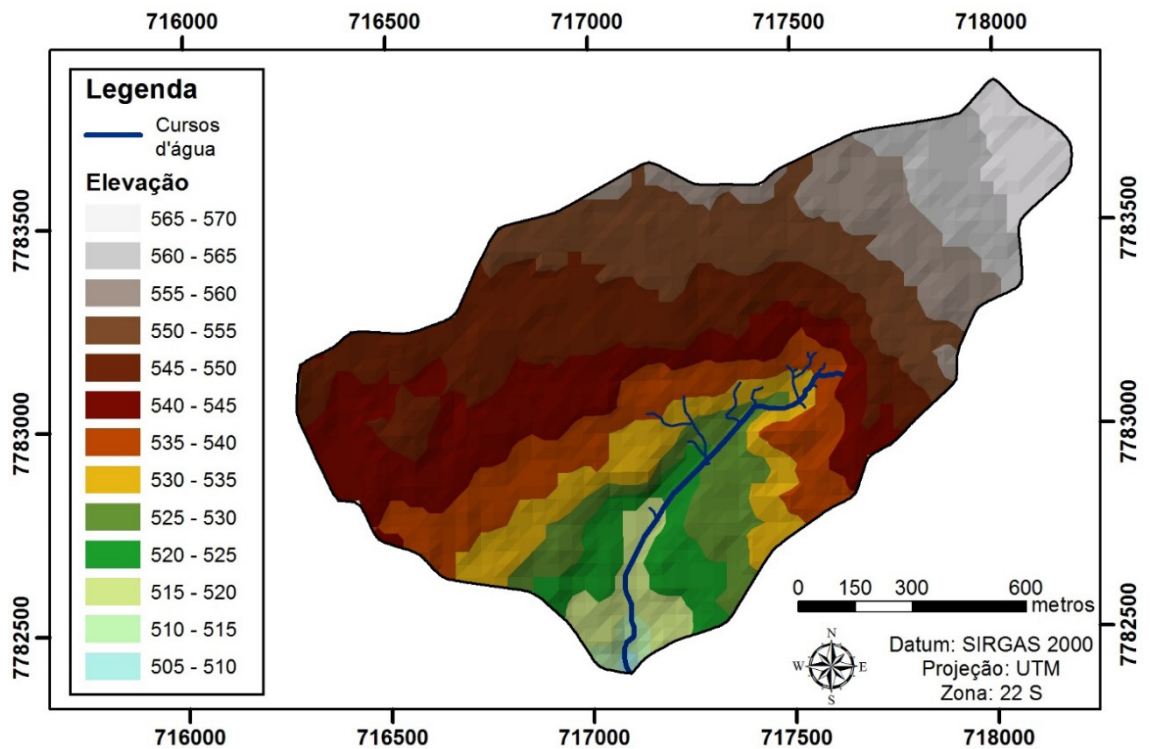 716000 716500 717000 717500 718000
Legenda
Cursos
d'água
Elevação
565 - 570
560 - 565
555 - 560
550 - 555
545 - 550
540 - 545
535 - 540
530 - 535
525 - 530
520 - 525
515 - 520
510 - 515
505 - 510
7783500
7783000
7782500
7783500
7783000
7782500
0 150 300 600
metros
N
W E
S
Datum: SIRGAS 2000
Projeção: UTM
Zona: 22 S
716000 716500 717000 717500 718000